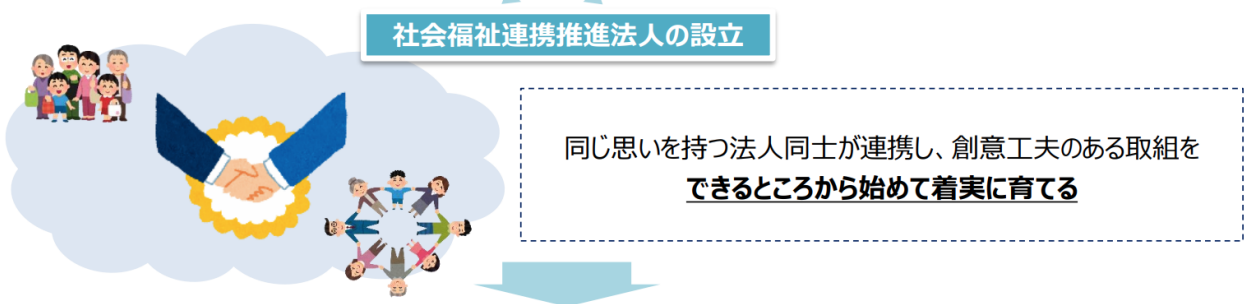 社会福祉連携推進法人の設立
同じ思いを持つ法人同士が連携し、創意工夫のある取組を
できるところから始めて着実に育てる